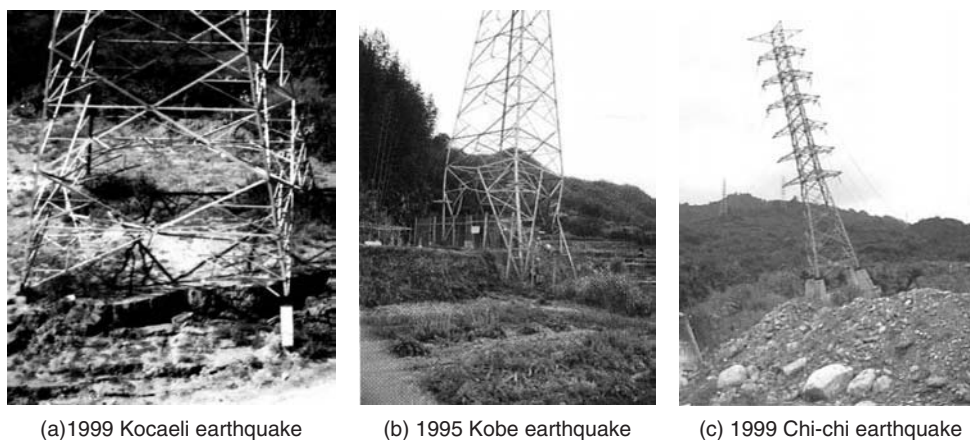 (a)1999 Kocaeli earthquake
(b) 1995 Kobe earthquake
(c) 1999 Chi-chi earthquake